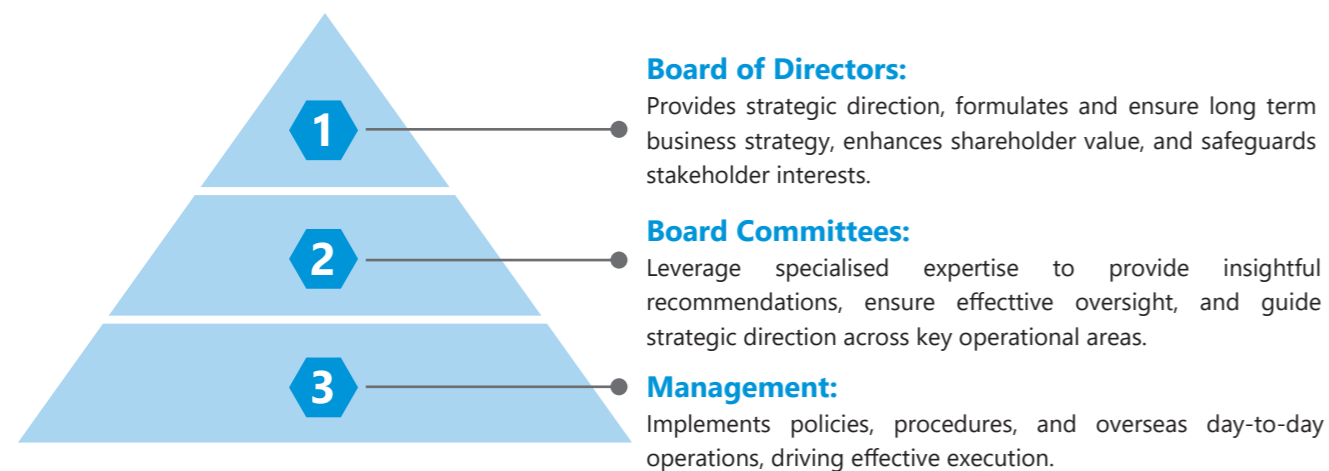 1
Board of Directors:
Provides strategic direction, formulates and ensure long term
business strategy, enhances shareholder value, and safeguards
stakeholder interests.
2
Board Committees:
Leverage specialised expertise to provide insightful
recommendations, ensure effecttive oversight, and guide
strategic direction across key operational areas.
3
Management:
Implements policies, procedures, and overseas day-to-day
operations, driving effective execution.